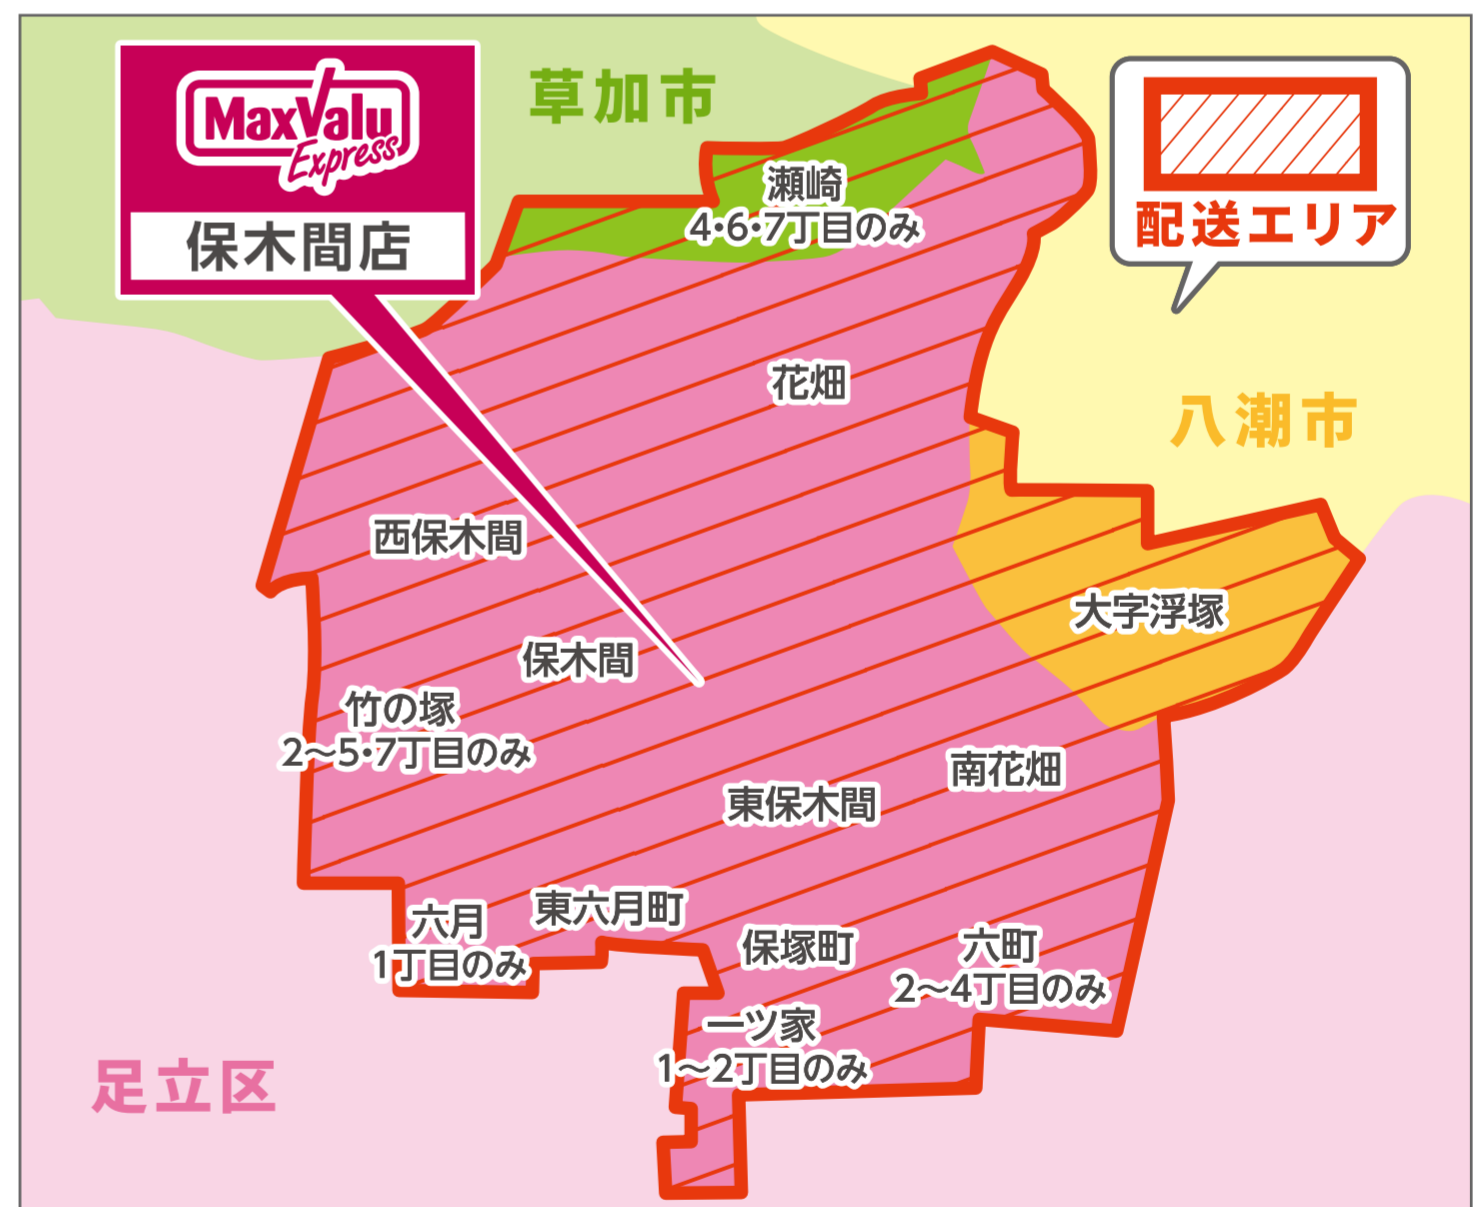 MaxValu
Express
保木間店
草加市
配送エリア
瀬崎
4・6・7丁目のみ
花畑
八潮市
西保木間
大字浮塚
保木間
竹の塚
2〜5・7丁目のみ
南花畑
東保木間
六月
1丁目のみ
東六月町
保塚町
六町
2〜4丁目のみ
一ツ家
1〜2丁目のみ
足立区